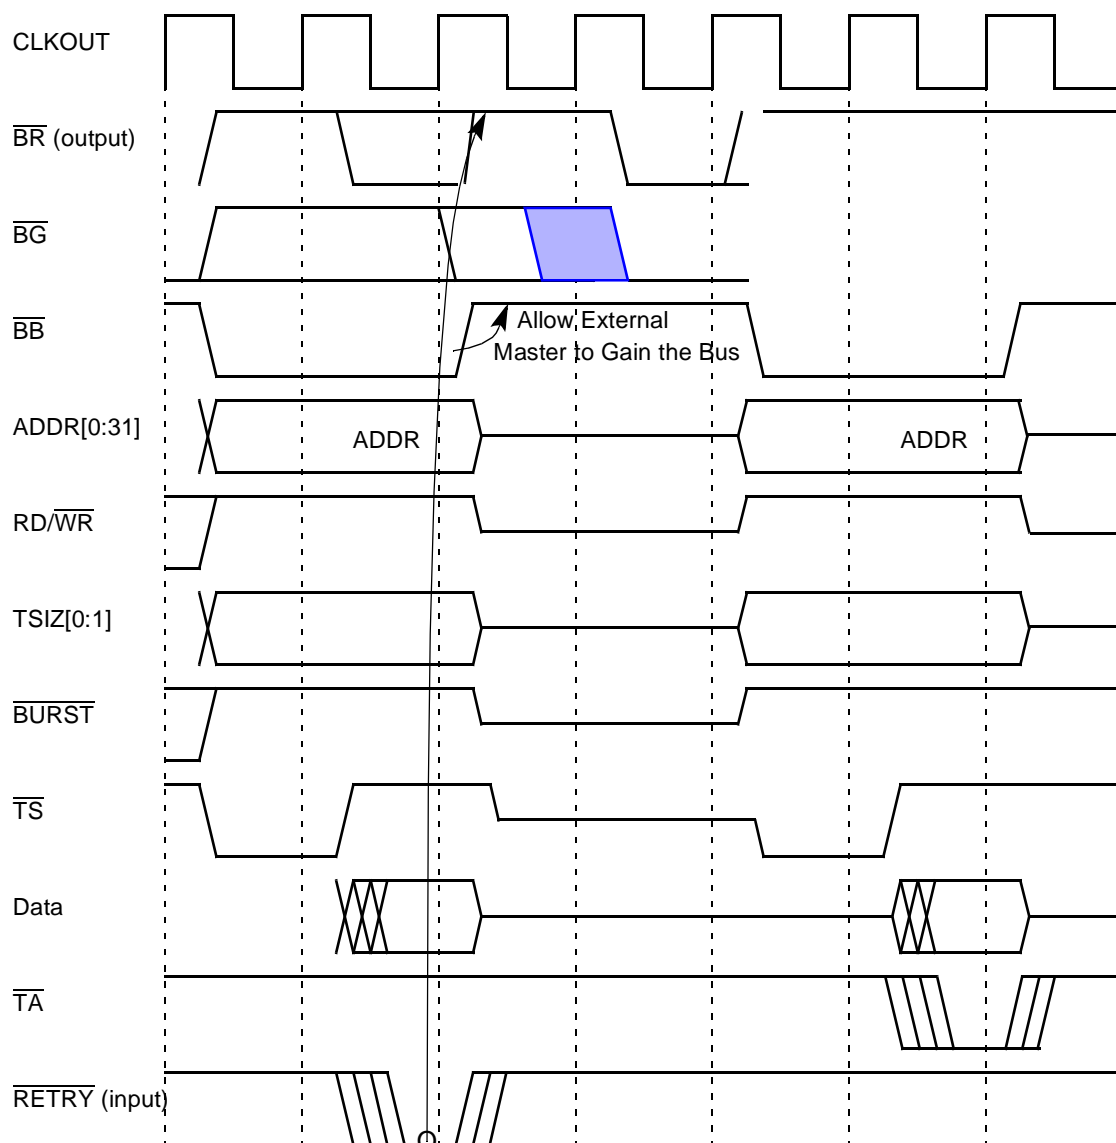 CLKOUT
BR (output)
BG
BB
Allow External
Master to Gain the Bus
ADDR[0:31]
ADDR
ADDR
RD/WR
TSIZ[0:1]
BURST
TS
Data
TA
RETRY (input)
O